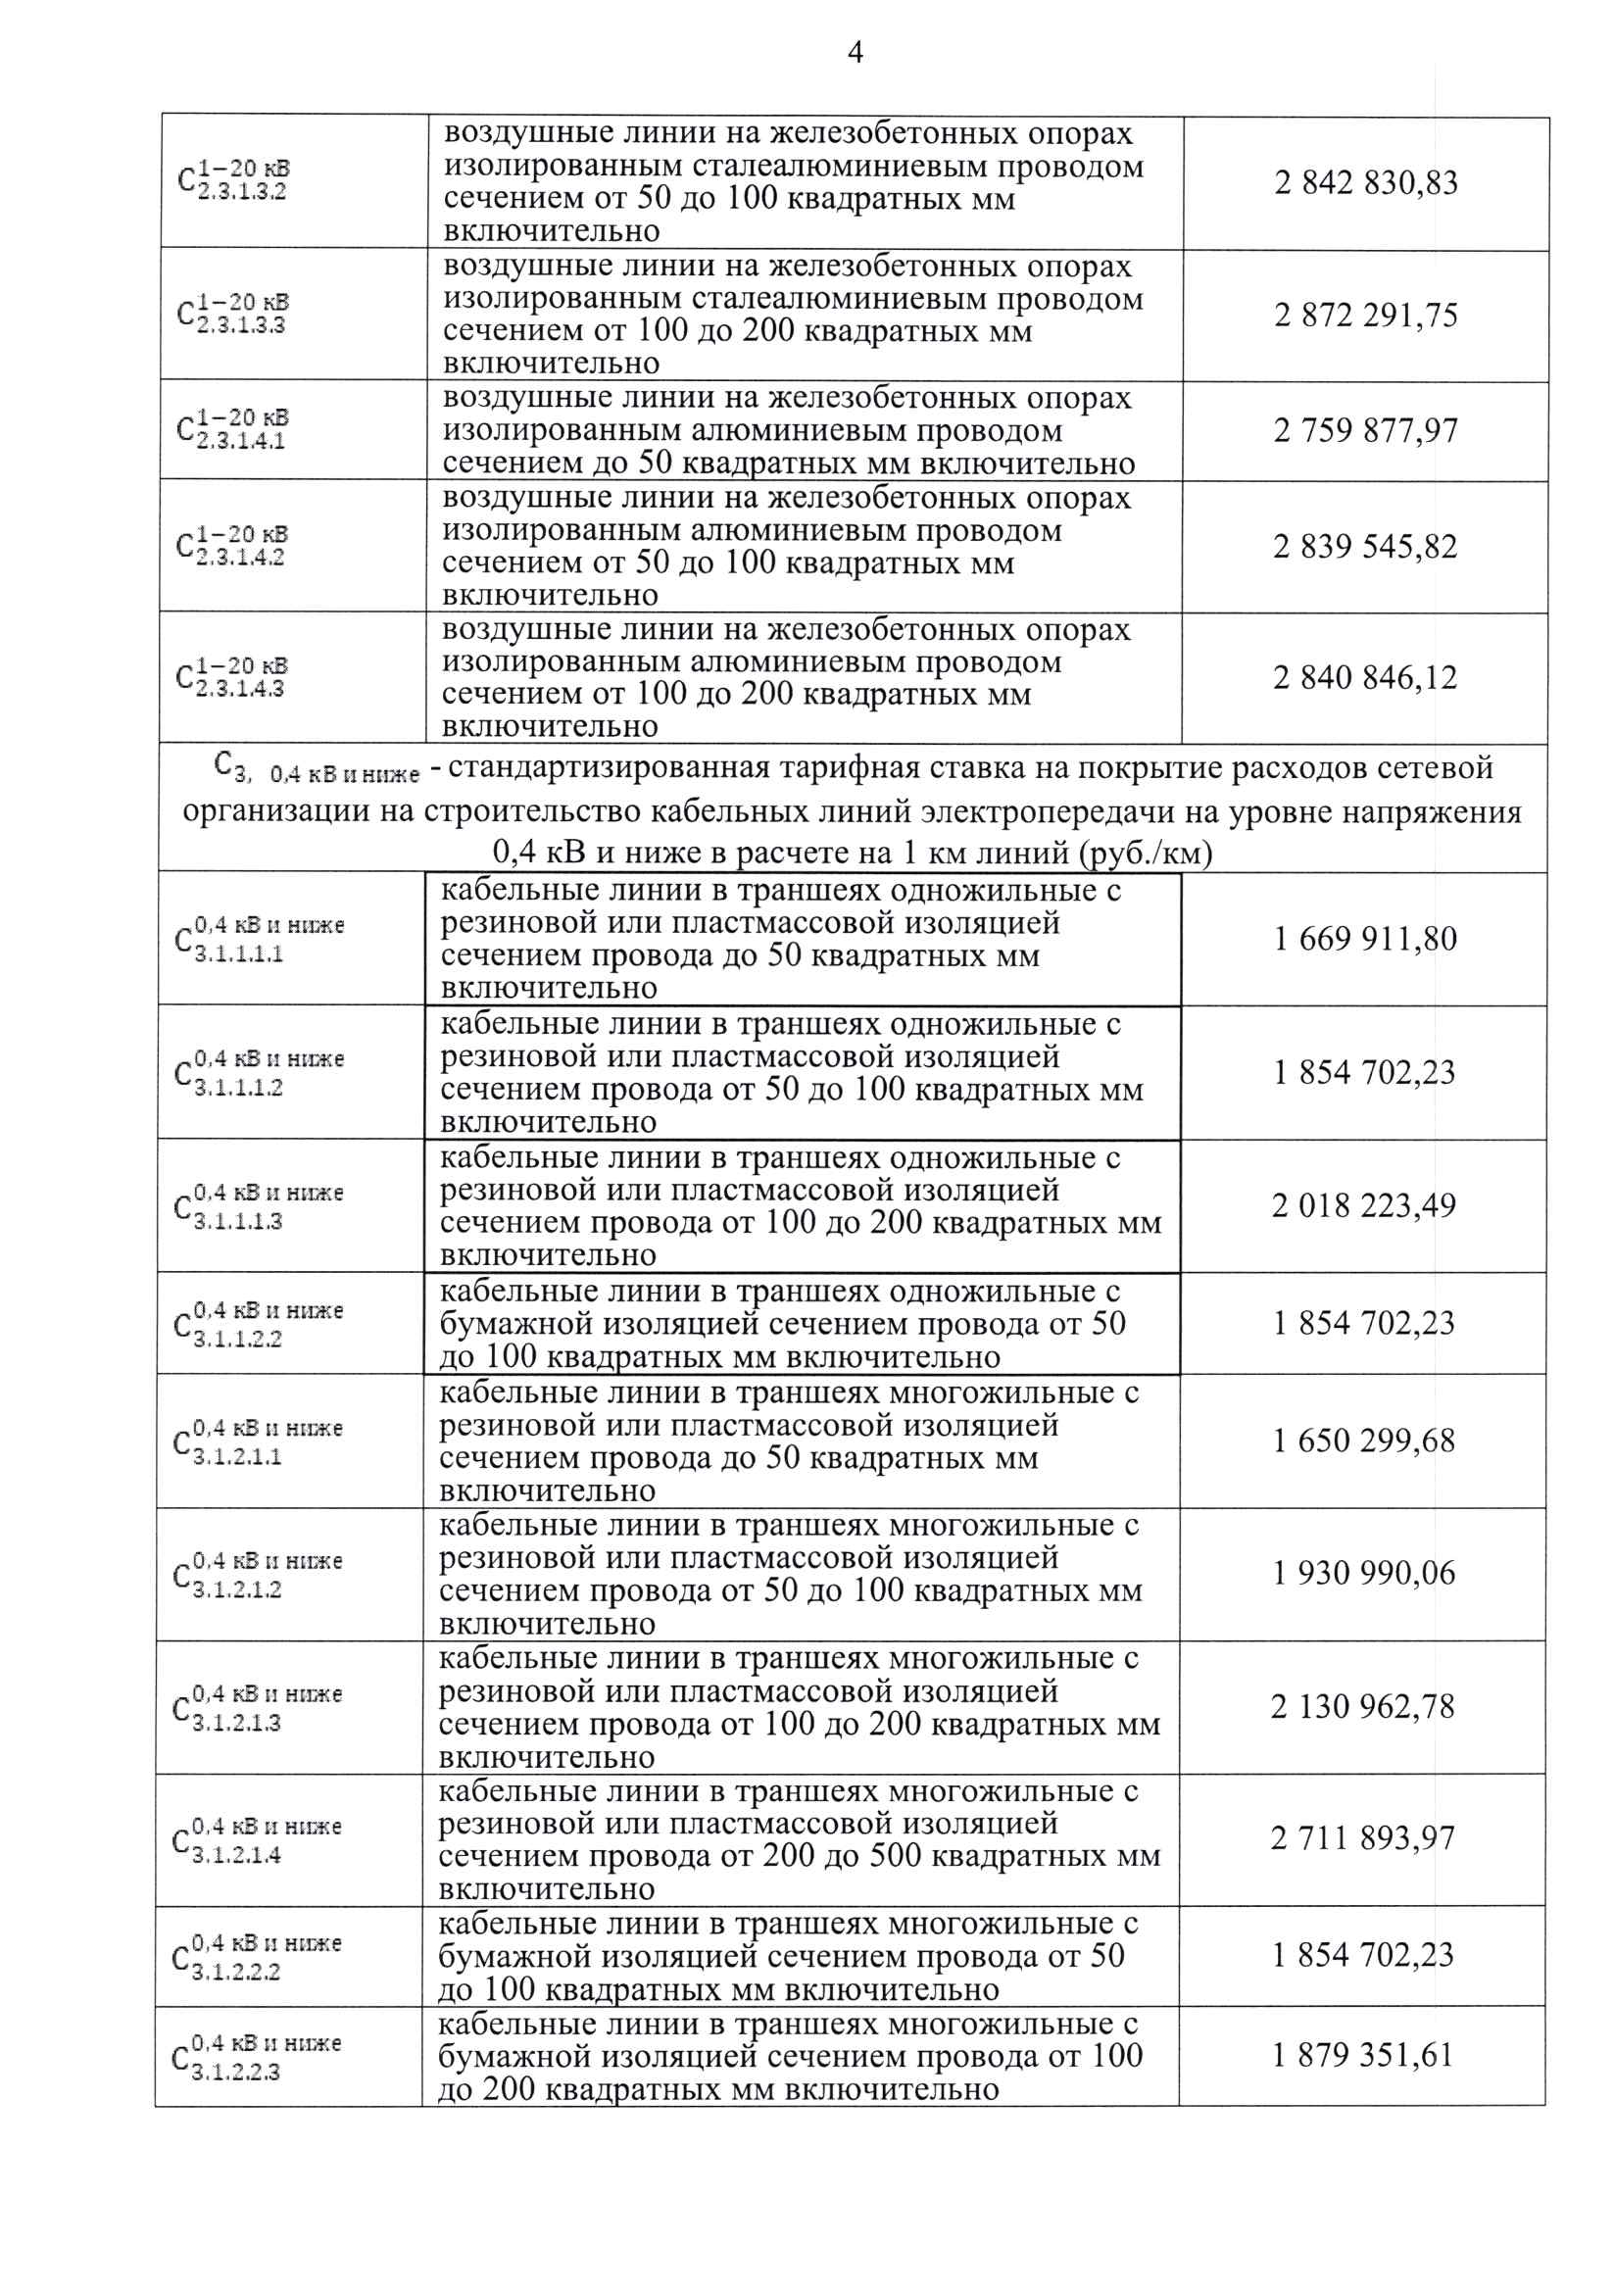 4
C 1-20 кВ 2.3.1.3.2
воздушные линии на железобетонных опорах
изолированным сталеалюминиевым проводом
сечением от 50 до 100 квадратных мм
включительно
2 842 830,83
C 1-20 кВ 2.3.1.3.3
воздушные линии на железобетонных опорах
изолированным сталеалюминиевым проводом
сечением от 100 до 200 квадратных мм
включительно
2 872 291,75
C 1-20 кВ 2.3.1.4.1
воздушные линии на железобетонных опорах
изолированным алюминиевым проводом
сечением до 50 квадратных мм включительно
2 759 877,97
C 1-20 кВ 2.3.1.4.2
воздушные линии на железобетонных опорах
изолированным алюминиевым проводом
сечением от 50 до 100 квадратных мм
включительно
2 839 545,82
C 1-20 кВ 2.3.1.4.3
воздушные линии на железобетонных опорах
изолированным алюминиевым проводом
сечением от 100 до 200 квадратных мм
включительно
2 840 846,12
C3, 0,4 кВ и ниже - стандартизированная тарифная ставка на покрытие расходов сетевой
организации на строительство кабельных линий электропередачи на уровне напряжения
0,4 кВ и ниже в расчете на 1 км линий (руб./км)
C 0,4 кВ и ниже 3.1.1.1.1
кабельные линии в траншеях одножильные с
резиновой или пластмассовой изоляцией
сечением провода до 50 квадратных мм
включительно
1 669 911,80
C 0,4 кВ и ниже 3.1.1.1.2
кабельные линии в траншеях одножильные с
резиновой или пластмассовой изоляцией
сечением провода от 50 до 100 квадратных мм
включительно
1 854 702,23
C 0,4 кВ и ниже 3.1.1.1.3
кабельные линии в траншеях одножильные с
резиновой или пластмассовой изоляцией
сечением провода от 100 до 200 квадратных мм
включительно
2 018 223,49
C 0,4 кВ и ниже 3.1.1.2.2
кабельные линии в траншеях одножильные с
бумажной изоляцией сечением провода от 50
до 100 квадратных мм включительно
1 854 702,23
C 0,4 кВ и ниже 3.1.2.1.1
кабельные линии в траншеях многожильные с
резиновой или пластмассовой изоляцией
сечением провода до 50 квадратных мм
включительно
1 650 299,68
C 0,4 кВ и ниже 3.1.2.1.2
кабельные линии в траншеях многожильные с
резиновой или пластмассовой изоляцией
сечением провода от 50 до 100 квадратных мм
включительно
1 930 990,06
C 0,4 кВ и ниже 3.1.2.1.3
кабельные линии в траншеях многожильные с
резиновой или пластмассовой изоляцией
сечением провода от 100 до 200 квадратных мм
включительно
2 130 962,78
C 0,4 кВ и ниже 3.1.2.1.4
кабельные линии в траншеях многожильные с
резиновой или пластмассовой изоляцией
сечением провода от 200 до 500 квадратных мм
включительно
2 711 893,97
C 0,4 кВ и ниже 3.1.2.2.2
кабельные линии в траншеях многожильные с
бумажной изоляцией сечением провода от 50
до 100 квадратных мм включительно
1 854 702,23
C 0,4 кВ и ниже 3.1.2.2.3
кабельные линии в траншеях многожильные с
бумажной изоляцией сечением провода от 100
до 200 квадратных мм включительно
1 879 351,61